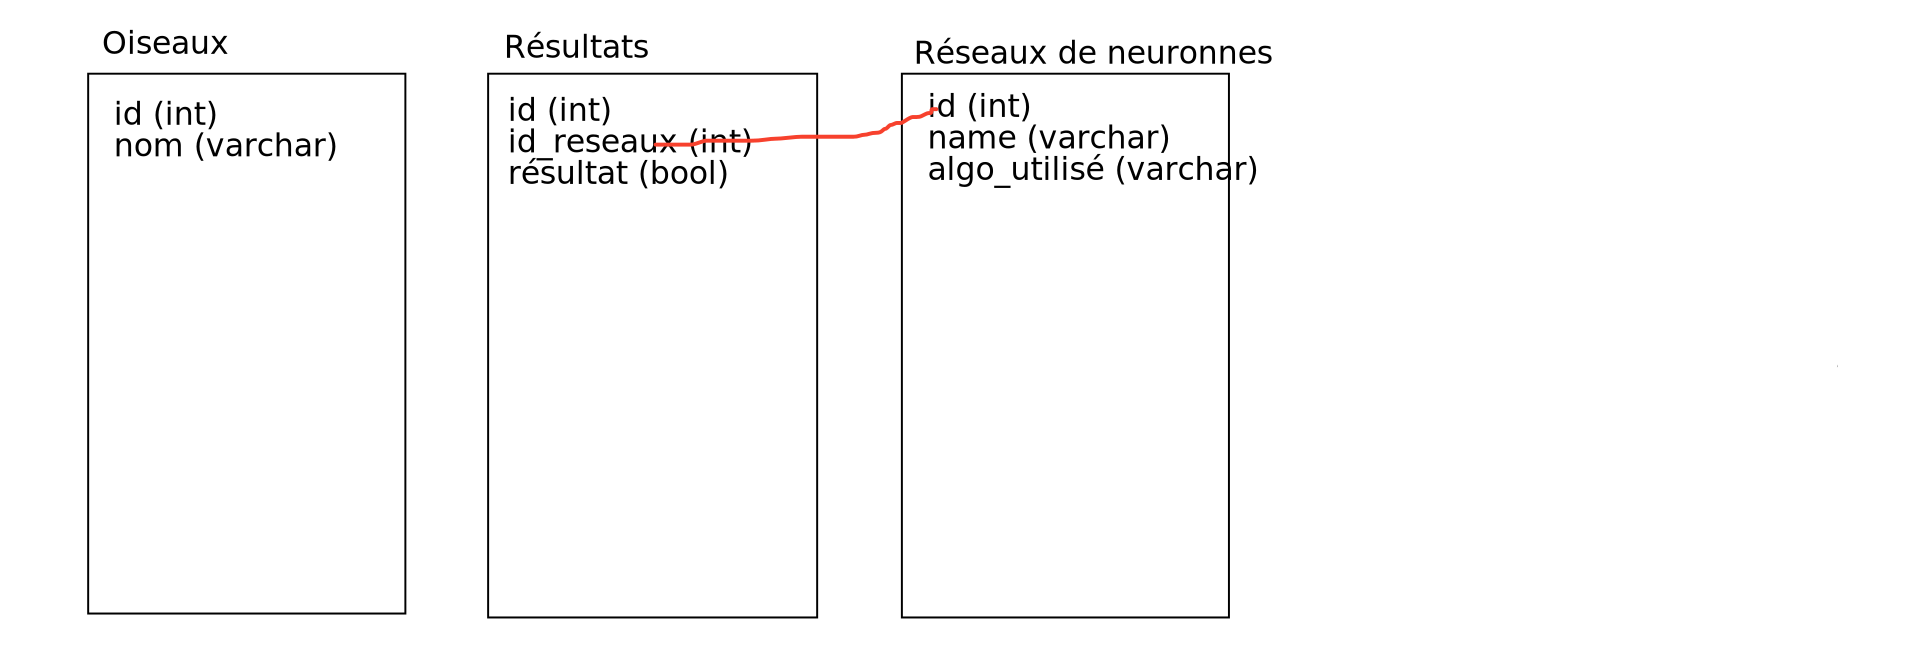 Oiseaux
id (int)
nom (varchar)
Résultats
id (int)
id_reseaux (int)
résultat (bool)
Réseaux de neuronnes
id (int)
name (varchar)
algo_utilisé (varchar)